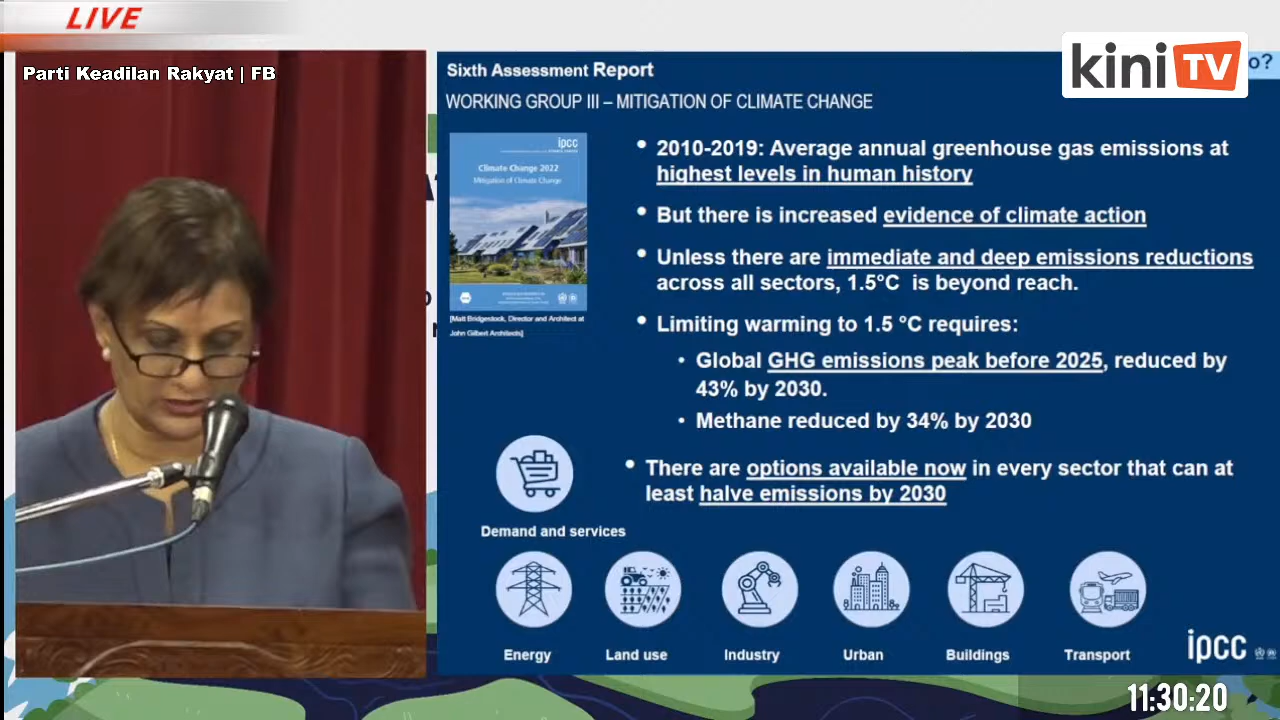 LIVE
Parti Keadilan Rakyat | FB
kini TV
o?
Sixth Assessment Report
WORKING GROUP III – MITIGATION OF CLIMATE CHANGE
ipcc
Climate Change 2022
Mitigation of Climate Change
[Matt Bridgestock, Director and Architect at
John Gilbert Architects]
• 2010-2019: Average annual greenhouse gas emissions at
highest levels in human history
• But there is increased evidence of climate action
• Unless there are immediate and deep emissions reductions
across all sectors, 1.5°C is beyond reach.
• Limiting warming to 1.5 °C requires:
• Global GHG emissions peak before 2025, reduced by
43% by 2030.
• Methane reduced by 34% by 2030
• There are options available now in every sector that can at
least halve emissions by 2030
Demand and services
Energy
Land use
Industry
Urban
Buildings
Transport
ipcc
11:30:20